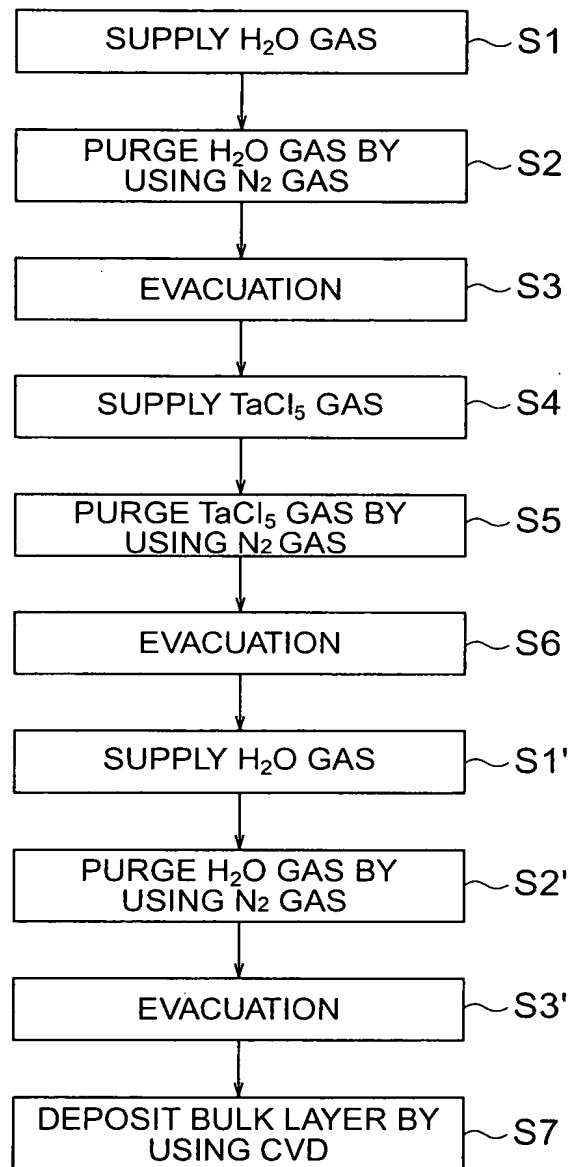 SUPPLY H₂O GAS
S1
PURGE H₂O GAS BY
USING N₂ GAS
S2
EVACUATION
S3
SUPPLY TaCl₅ GAS
S4
PURGE TaCl₅ GAS BY
USING N₂ GAS
S5
EVACUATION
S6
SUPPLY H₂O GAS
S1'
PURGE H₂O GAS BY
USING N₂ GAS
S2'
EVACUATION
S3'
DEPOSIT BULK LAYER BY
USING CVD
S7